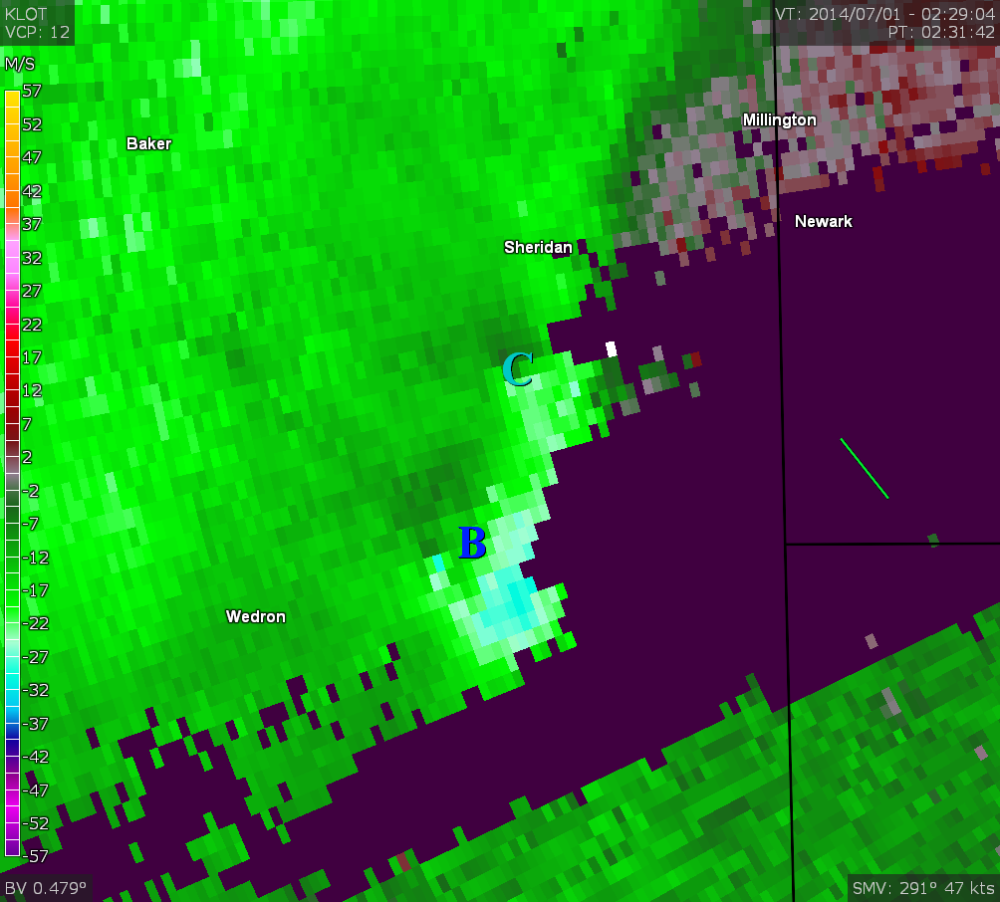 KLOT
VCP: 12
VT: 2014/07/01 - 02:29:04
PT: 02:31:42
M/S
57
52
47
42
37
32
27
22
17
12
7
2
-2
-7
-12
-17
-22
-27
-32
-37
-42
-47
-52
-57
Millington
Baker
Newark
Sheridan
C
B
Wedron
BV 0.479°
SMV: 291° 47 kts